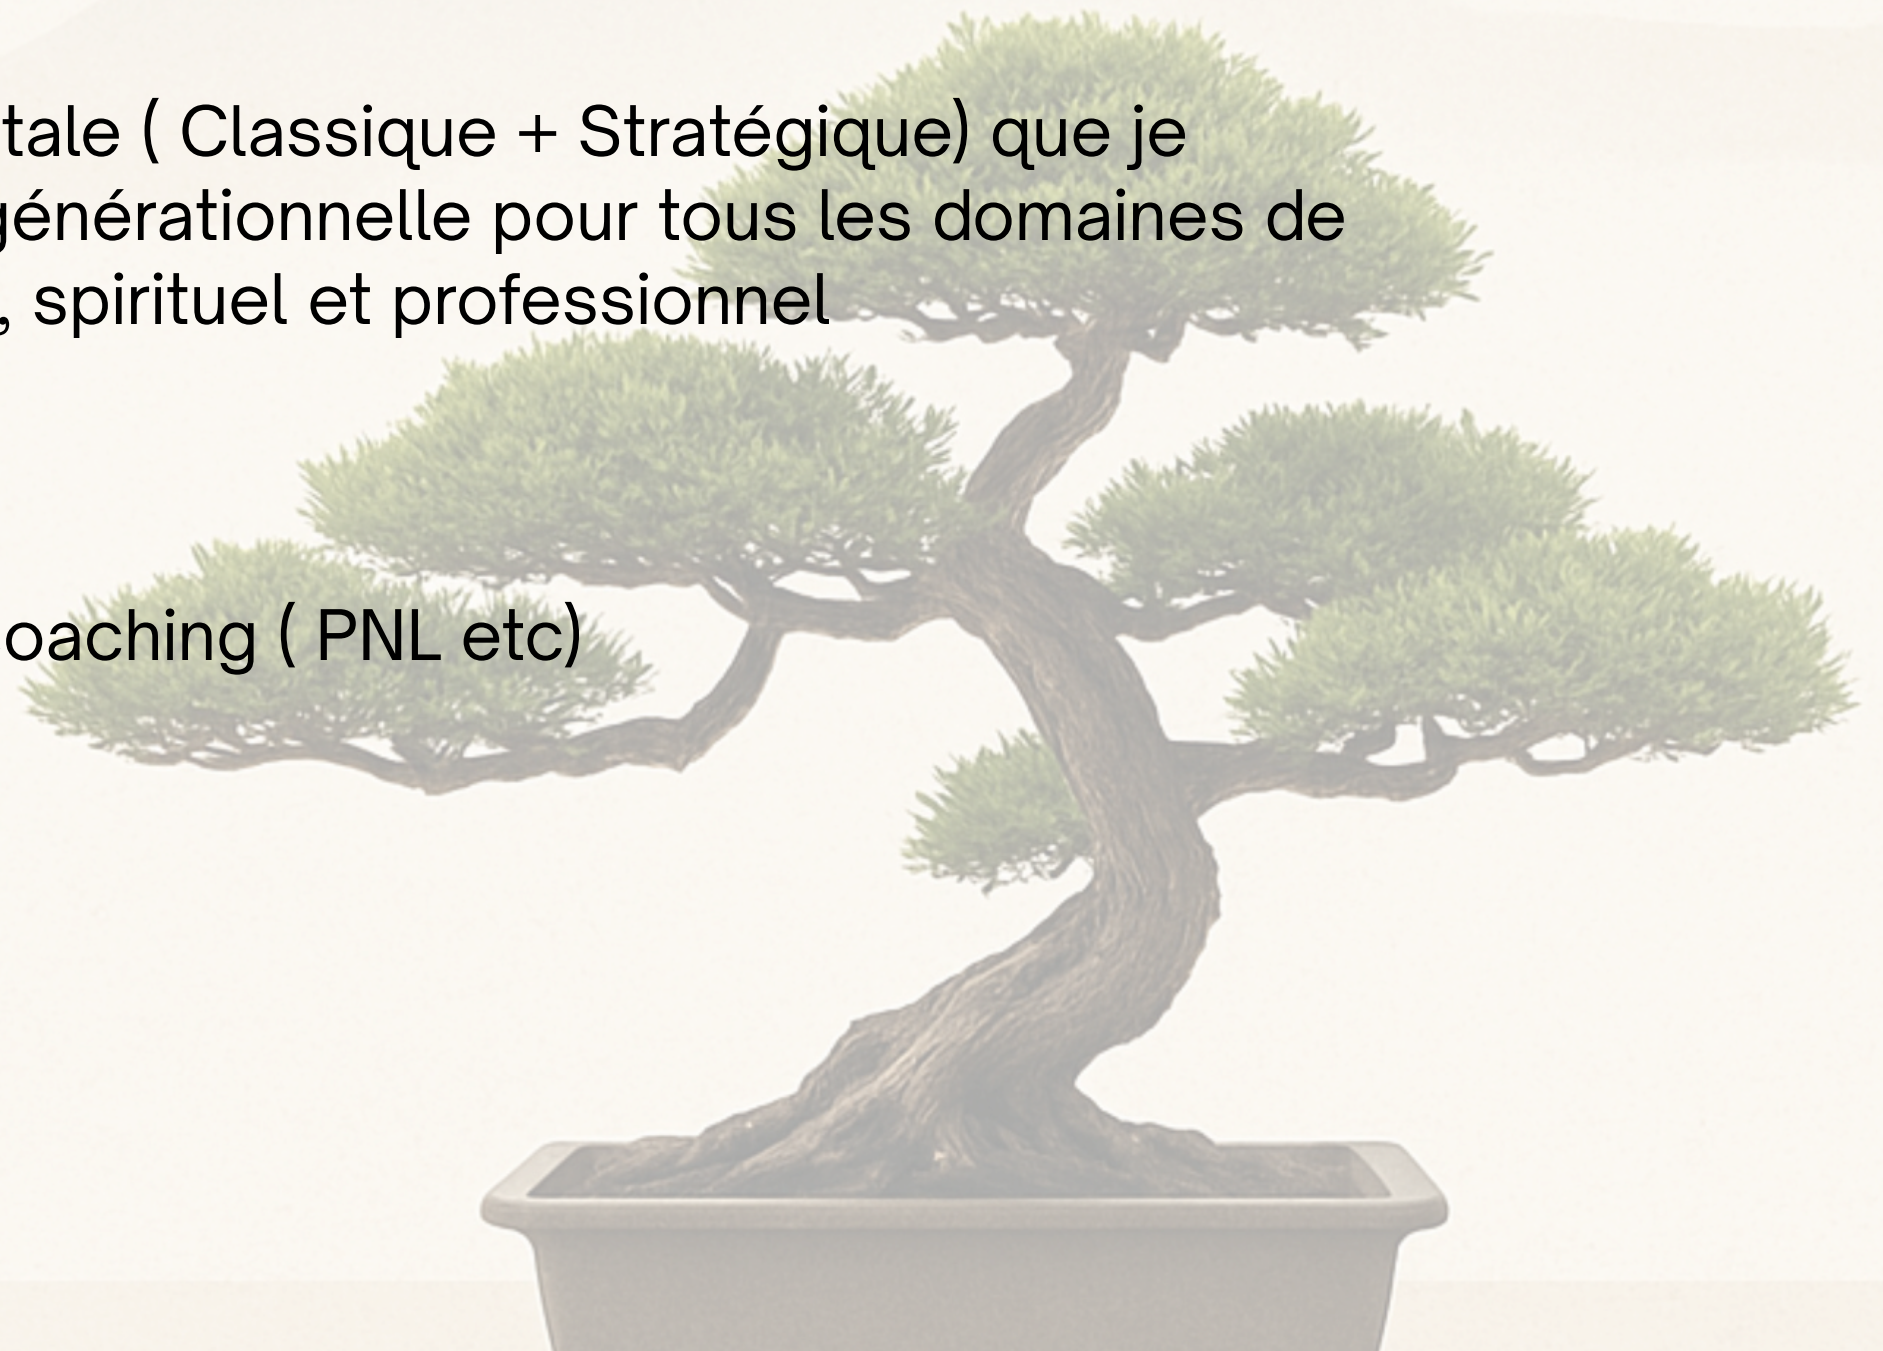 tale ( Classique + Stratégique) que je
générationnelle pour tous les domaines de
, spirituel et professionnel
oaching ( PNL etc)